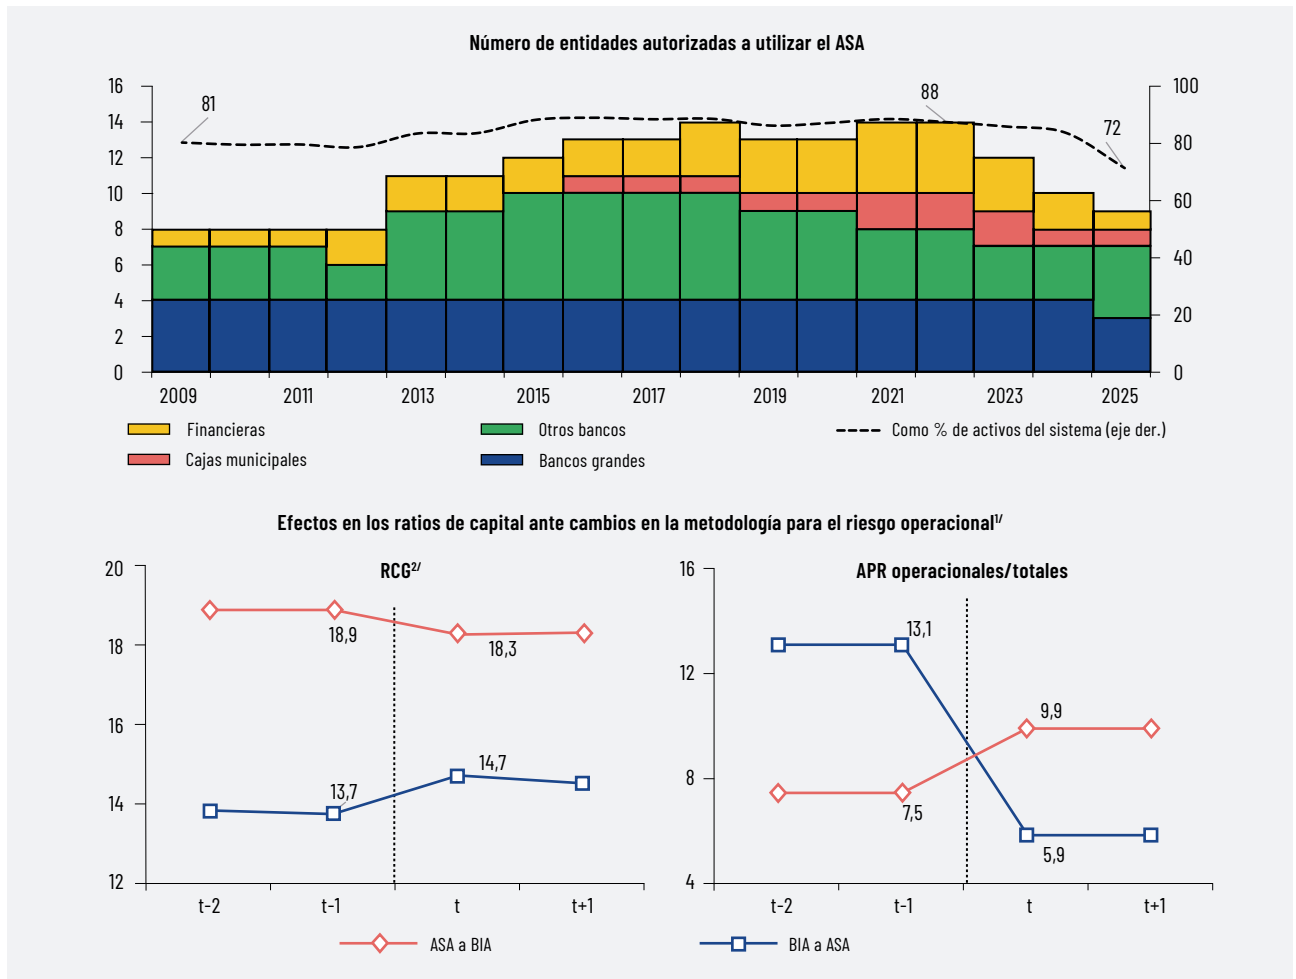 Número de entidades autorizadas a utilizar el ASA
16 100
14
12 80
10
8 60
6 40
4
2 20
0 0
81 88 72
2009 2011 2013 2015 2017 2019 2021 2023 2025
Financieras Otros bancos Como % de activos del sistema (eje der.)
Cajas municipales Bancos grandes
Efectos en los ratios de capital ante cambios en la metodología para el riesgo operacional1/
RCG2/
20
18
16
14
12
18,9 18,3
13,7 14,7
t-2 t-1 t t+1
APR operacionales/totales
16
12
8
4
13,1 9,9
7,5 5,9
t-2 t-1 t t+1
ASA a BIA BIA a ASA